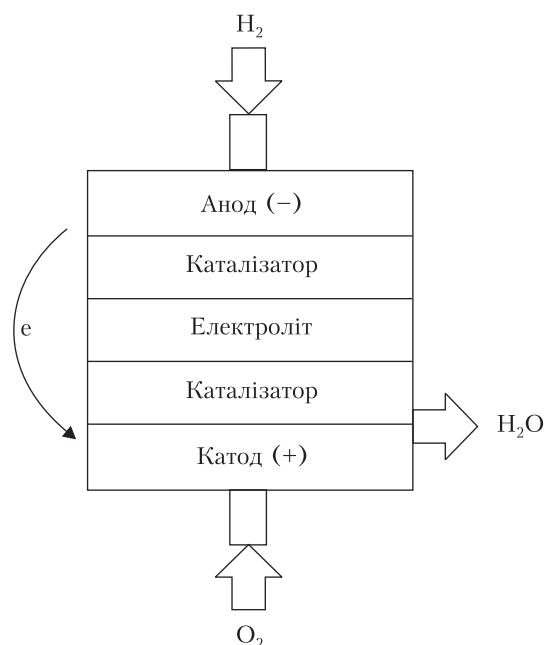 H₂
Анод (−)
Каталізатор
e
Електроліт
Каталізатор
H₂O
Катод (+)
O₂